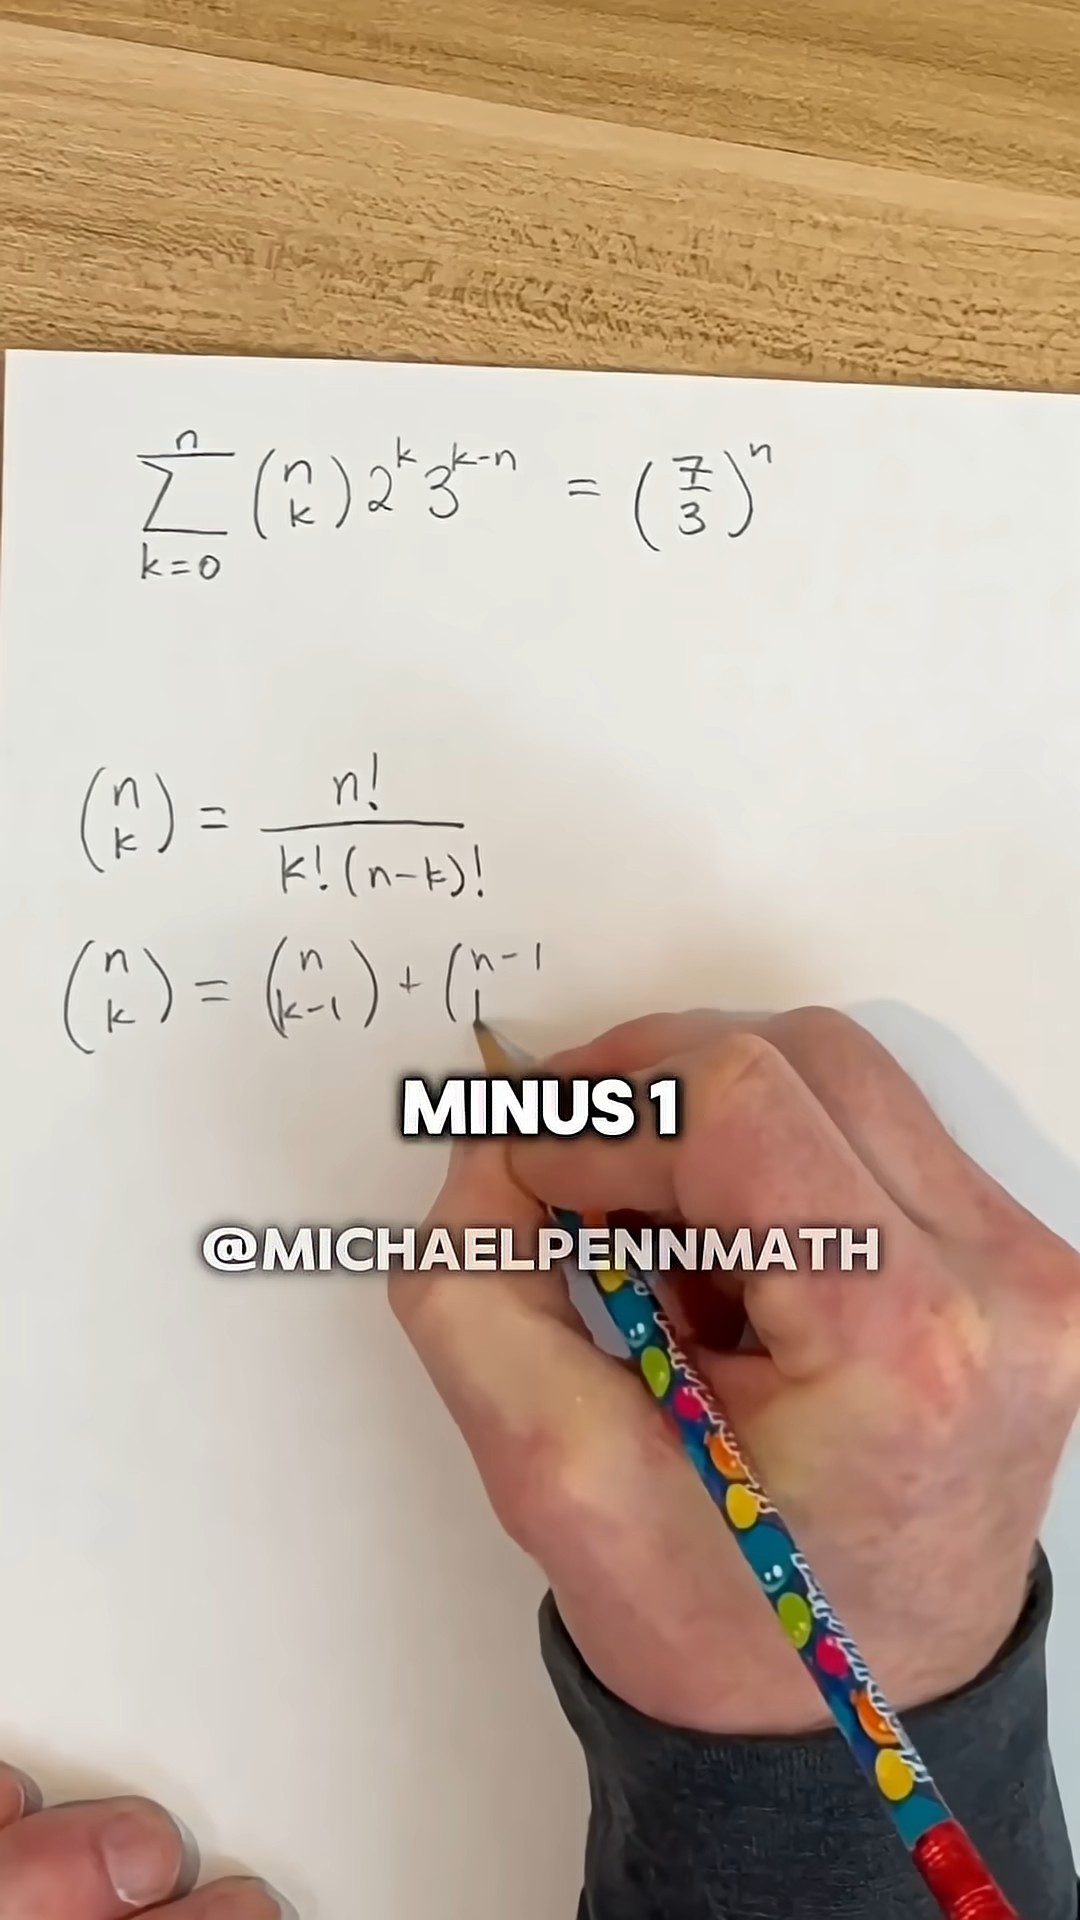 n
∑ (n k) 2^k 3^(k-n) = (7/3)^n
k=0
(n k) = n! / k!(n-k)!
(n k) = (n k-1) + (n-1
MINUS 1
@MICHAELPENNMATH